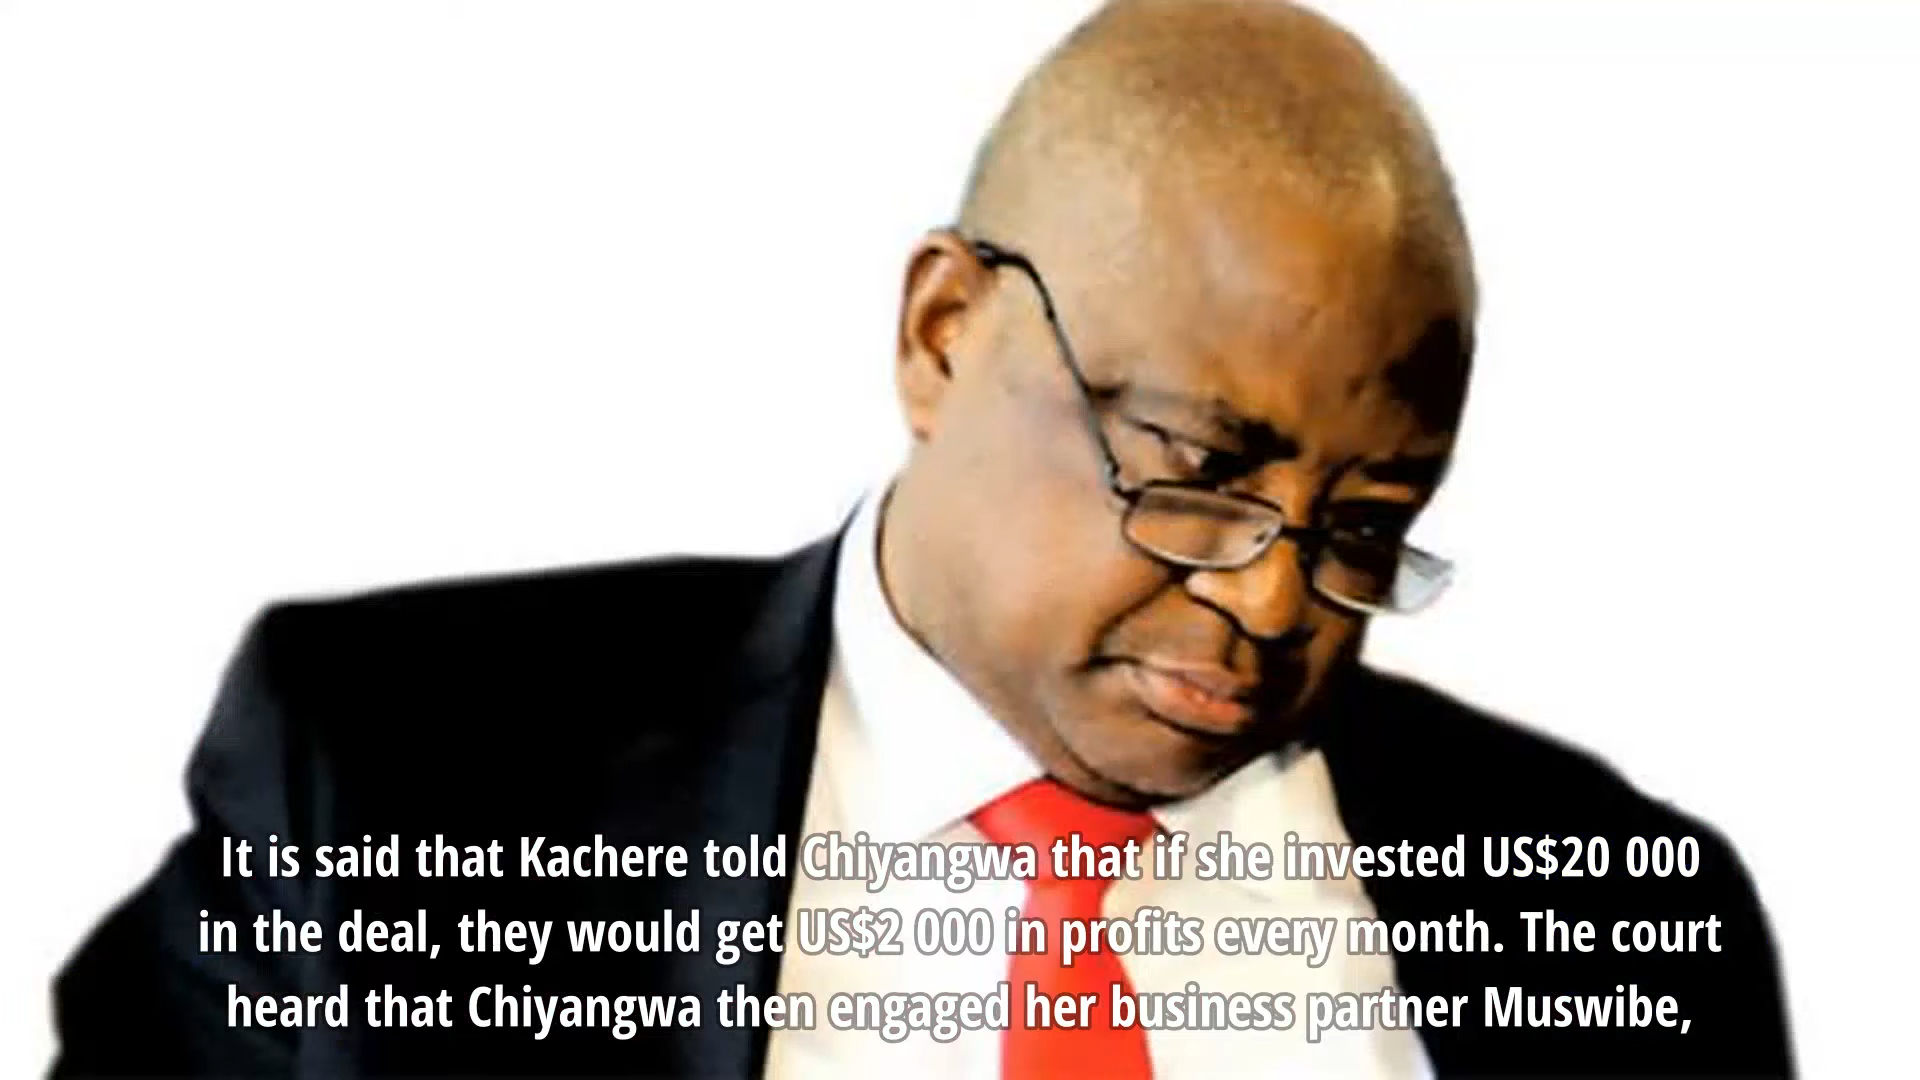 It is said that Kachere told Chiyangwa that if she invested US$20 000
in the deal, they would get US$2 000 in profits every month. The court
heard that Chiyangwa then engaged her business partner Muswibe,